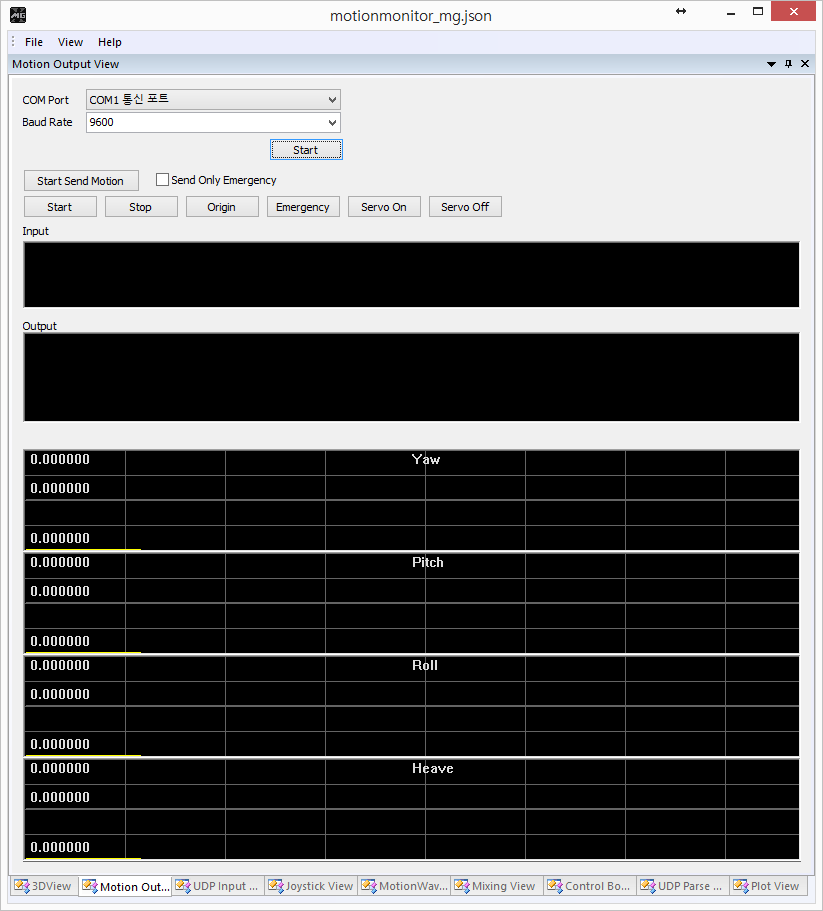 MG
motionmonitor_mg.json
File View Help
Motion Output View
COM Port COM1 통신 포트
Baud Rate 9600
Start
Start Send Motion Send Only Emergency
Start Stop Origin Emergency Servo On Servo Off
Input
Output
0.000000 Yaw
0.000000
0.000000
0.000000 Pitch
0.000000
0.000000
0.000000 Roll
0.000000
0.000000
0.000000 Heave
0.000000
0.000000
3DView Motion Out... UDP Input ... Joystick View MotionWav... Mixing View Control Bo... UDP Parse ... Plot View